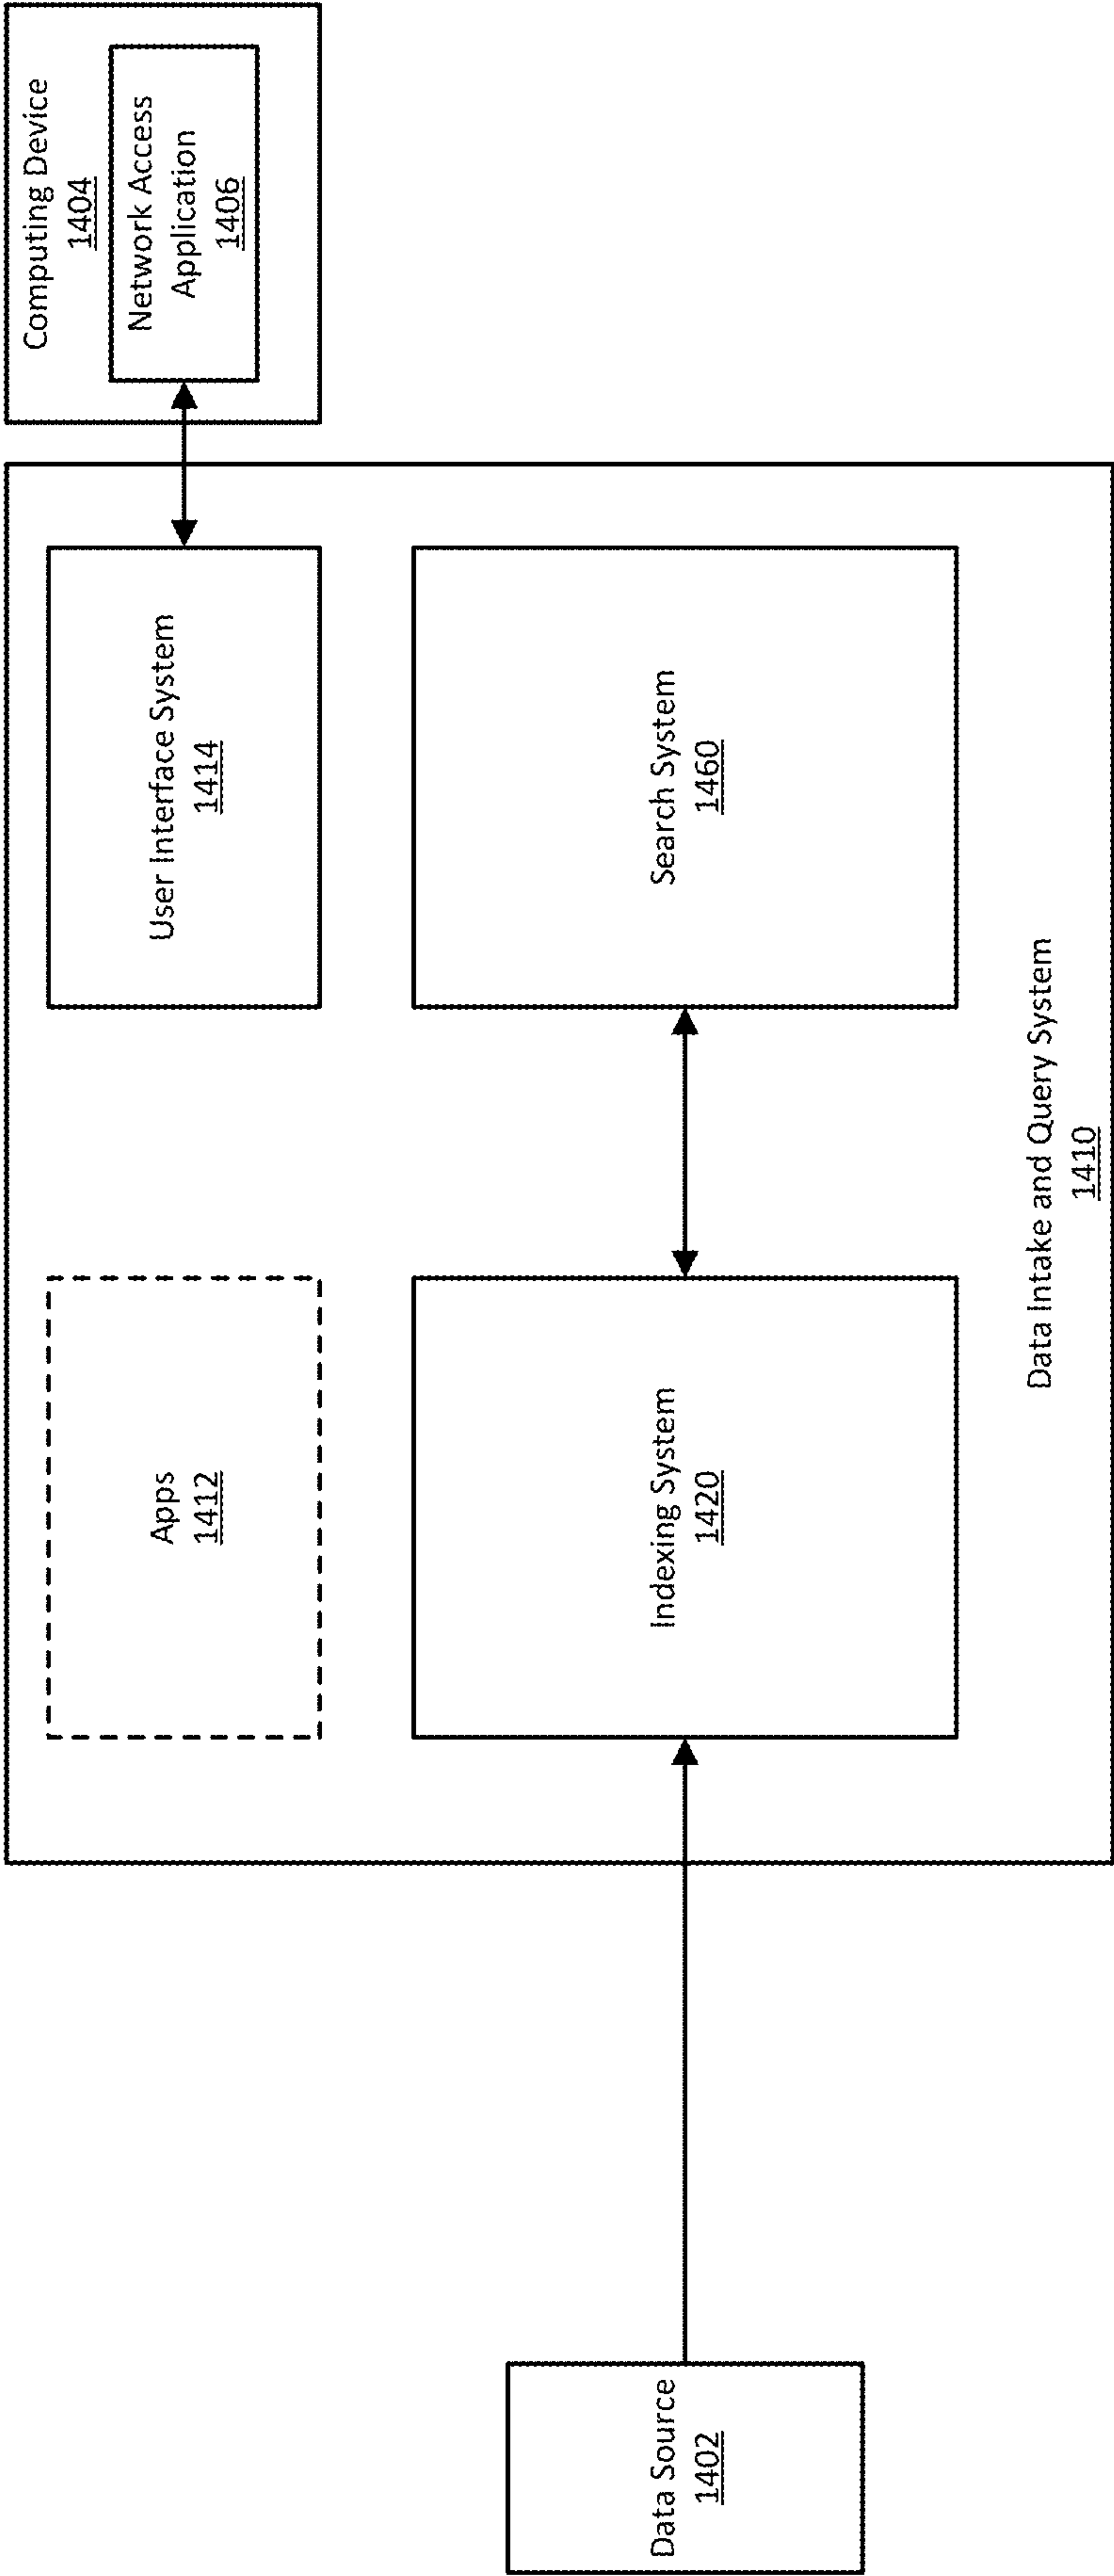 Computing Device
1404
Network Access
Application
1406
Apps
1412
User Interface System
1414
Data Source
1402
Indexing System
1420
Search System
1460
Data Intake and Query System
1410